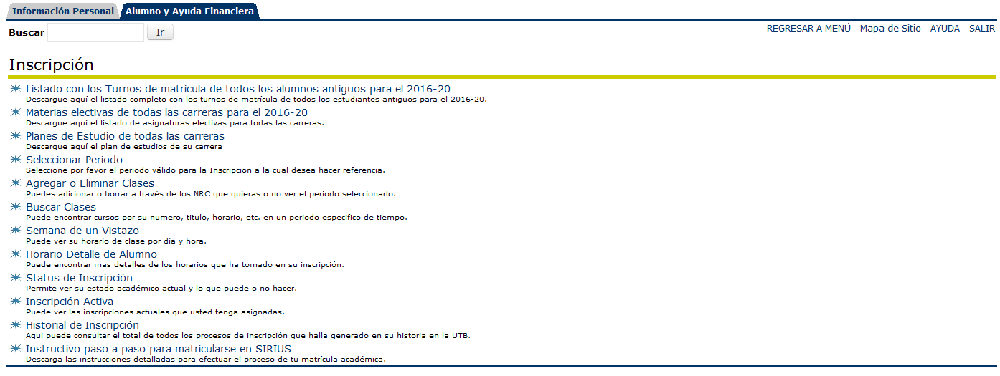 Información Personal Alumno y Ayuda Financiera
Buscar Ir REGRESAR A MENÚ Mapa de Sitio AYUDA SALIR
Inscripción
Listado con los Turnos de matrícula de todos los alumnos antiguos para el 2016-20
Descargue aquí el listado completo con los turnos de matrícula de todos los estudiantes antiguos para el 2016-20.
Materias electivas de todas las carreras para el 2016-20
Descargue aqui el listado de asignaturas electivas para todas las carreras.
Planes de Estudio de todas las carreras
Descargue aquí el plan de estudios de su carrera
Seleccionar Periodo
Seleccione por favor el periodo válido para la Inscripcion a la cual desea hacer referencia.
Agregar o Eliminar Clases
Puedes adicionar o borrar a través de los NRC que quieras o no ver el periodo seleccionado.
Buscar Clases
Puede encontrar cursos por su numero, titulo, horario, etc. en un periodo especifico de tiempo.
Semana de un Vistazo
Puede ver su horario de clase por día y hora.
Horario Detalle de Alumno
Puede encontrar mas detalles de los horarios que ha tomado en su inscripción.
Status de Inscripción
Permite ver su estado académico actual y lo que puede o no hacer.
Inscripción Activa
Puede ver las inscripciones actuales que usted tenga asignadas.
Historial de Inscripción
Aqui puede consultar el total de todos los procesos de inscripción que halla generado en su historia en la UTB.
Instructivo paso a paso para matricularse en SIRIUS
Descarga las instrucciones detalladas para efectuar el proceso de tu matrícula académica.